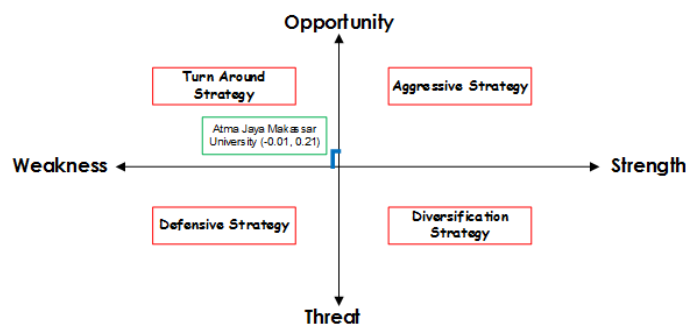 Opportunity
Turn Around
Strategy
Aggressive Strategy
Atma Jaya Makassar
University (-0.01, 0.21)
Weakness
Strength
Defensive Strategy
Diversification
Strategy
Threat